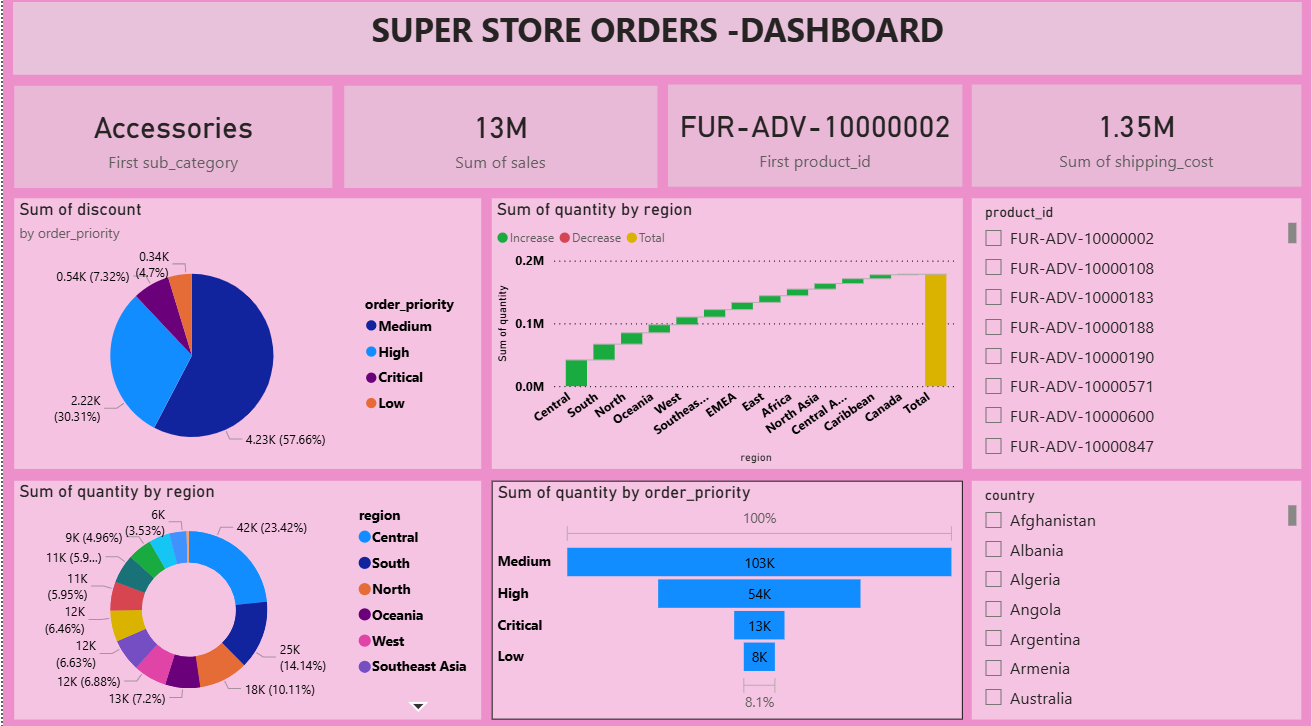 SUPER STORE ORDERS -DASHBOARD
Accessories
First sub_category
13M
Sum of sales
FUR-ADV-10000002
First product_id
1.35M
Sum of shipping_cost
Sum of discount
by order_priority
0.34K
(4.7%)
0.54K (7.32%)
2.22K
(30.31%)
4.23K (57.66%)
order_priority
Medium
High
Critical
Low
Sum of quantity by region
Increase Decrease Total
Sum of quantity
0.2M
0.1M
0.0M
Central South North Oceania West Southeas... EMEA East Africa North Asia Central A... Caribbean Canada Total
region
product_id
FUR-ADV-10000002
FUR-ADV-10000108
FUR-ADV-10000183
FUR-ADV-10000188
FUR-ADV-10000190
FUR-ADV-10000571
FUR-ADV-10000600
FUR-ADV-10000847
Sum of quantity by region
6K
(3.53%)
42K (23.42%)
9K (4.96%)
11K (5.9...)
11K
(5.95%)
12K
(6.46%)
12K
(6.63%)
12K (6.88%)
13K (7.2%)
18K (10.11%)
25K
(14.14%)
region
Central
South
North
Oceania
West
Southeast Asia
Sum of quantity by order_priority
100%
Medium 103K
High 54K
Critical 13K
Low 8K
8.1%
country
Afghanistan
Albania
Algeria
Angola
Argentina
Armenia
Australia